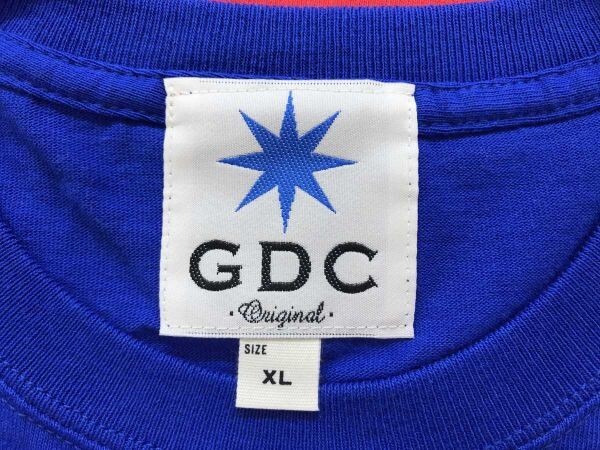 GDC
· Original ·
SIZE
XL